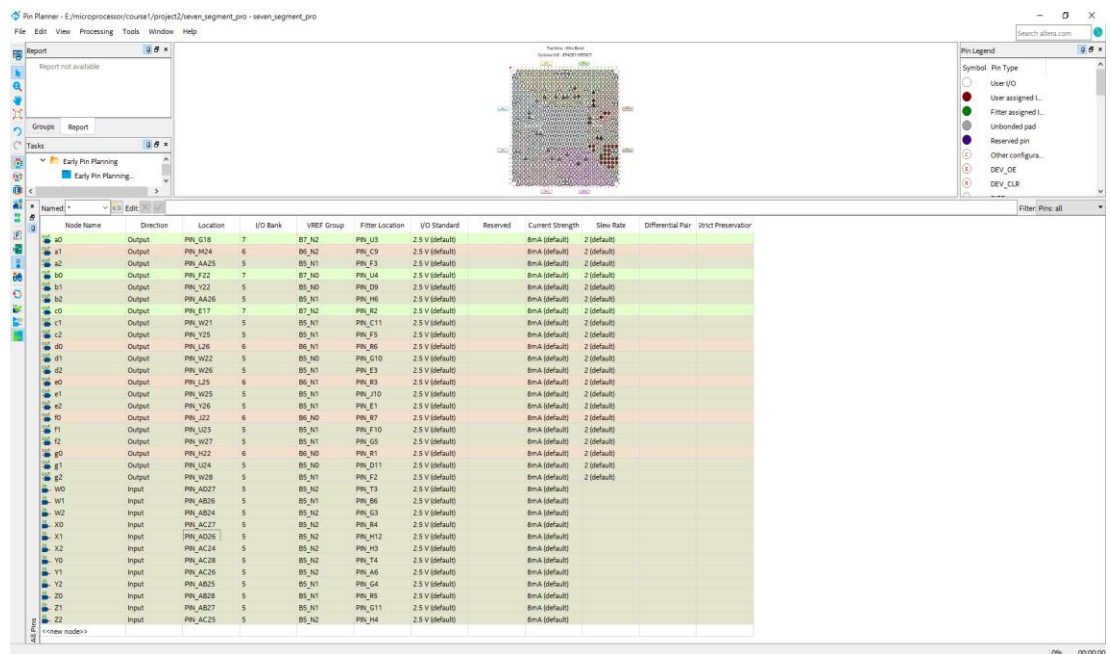 Pin Planner - E:/microprocessor/course1/project2/seven_segment_pro - seven_segment_pro
File Edit View Processing Tools Window Help
Search altera.com
Report
Report not available
Groups Report
Tasks
Early Pin Planning
Early Pin Planning...
Top View - Wire Bond
Pin Legend
Symbol Pin Type
User I/O
User assigned I...
Fitter assigned I...
Unbonded pad
Reserved pin
Other configura...
DEV_OE
DEV_CLR
Named: * Edit: Filter: Pins: all
Node Name Direction Location I/O Bank VREF Group Fitter Location I/O Standard Reserved Current Strength Slew Rate Differential Pair Strict Preservation
a0 Output PIN_G18 7 B7_N2 PIN_U3 2.5 V (default) 8mA (default) 2 (default)
a1 Output PIN_M24 6 B6_N2 PIN_C9 2.5 V (default) 8mA (default) 2 (default)
a2 Output PIN_AA25 5 B5_N1 PIN_F3 2.5 V (default) 8mA (default) 2 (default)
b0 Output PIN_F22 7 B7_N0 PIN_U4 2.5 V (default) 8mA (default) 2 (default)
b1 Output PIN_Y22 5 B5_N0 PIN_D9 2.5 V (default) 8mA (default) 2 (default)
b2 Output PIN_AA26 5 B5_N1 PIN_H6 2.5 V (default) 8mA (default) 2 (default)
c0 Output PIN_E17 7 B7_N2 PIN_R2 2.5 V (default) 8mA (default) 2 (default)
c1 Output PIN_W21 5 B5_N1 PIN_C11 2.5 V (default) 8mA (default) 2 (default)
c2 Output PIN_Y25 5 B5_N1 PIN_F5 2.5 V (default) 8mA (default) 2 (default)
d0 Output PIN_L26 6 B6_N1 PIN_R6 2.5 V (default) 8mA (default) 2 (default)
d1 Output PIN_W22 5 B5_N0 PIN_G10 2.5 V (default) 8mA (default) 2 (default)
d2 Output PIN_W26 5 B5_N1 PIN_E3 2.5 V (default) 8mA (default) 2 (default)
e0 Output PIN_L25 6 B6_N1 PIN_R3 2.5 V (default) 8mA (default) 2 (default)
e1 Output PIN_W25 5 B5_N1 PIN_J10 2.5 V (default) 8mA (default) 2 (default)
e2 Output PIN_Y26 5 B5_N1 PIN_E1 2.5 V (default) 8mA (default) 2 (default)
f0 Output PIN_J22 6 B6_N0 PIN_R7 2.5 V (default) 8mA (default) 2 (default)
f1 Output PIN_U23 5 B5_N1 PIN_F10 2.5 V (default) 8mA (default) 2 (default)
f2 Output PIN_W27 5 B5_N1 PIN_G5 2.5 V (default) 8mA (default) 2 (default)
g0 Output PIN_H22 6 B6_N0 PIN_R1 2.5 V (default) 8mA (default) 2 (default)
g1 Output PIN_U24 5 B5_N0 PIN_D11 2.5 V (default) 8mA (default) 2 (default)
g2 Output PIN_W28 5 B5_N1 PIN_F2 2.5 V (default) 8mA (default) 2 (default)
W0 Input PIN_AD27 5 B5_N2 PIN_T3 2.5 V (default) 8mA (default)
W1 Input PIN_AB26 5 B5_N1 PIN_B6 2.5 V (default) 8mA (default)
W2 Input PIN_AB24 5 B5_N2 PIN_G3 2.5 V (default) 8mA (default)
X0 Input PIN_AC27 5 B5_N2 PIN_R4 2.5 V (default) 8mA (default)
X1 Input PIN_AD26 5 B5_N2 PIN_H12 2.5 V (default) 8mA (default)
X2 Input PIN_AC24 5 B5_N2 PIN_H3 2.5 V (default) 8mA (default)
Y0 Input PIN_AC28 5 B5_N2 PIN_T4 2.5 V (default) 8mA (default)
Y1 Input PIN_AC26 5 B5_N2 PIN_A6 2.5 V (default) 8mA (default)
Y2 Input PIN_AB25 5 B5_N1 PIN_G4 2.5 V (default) 8mA (default)
Z0 Input PIN_AB28 5 B5_N1 PIN_R5 2.5 V (default) 8mA (default)
Z1 Input PIN_AB27 5 B5_N1 PIN_G11 2.5 V (default) 8mA (default)
Z2 Input PIN_AC25 5 B5_N2 PIN_H4 2.5 V (default) 8mA (default)
<<new node>>
All Pins
0% 00:00:00